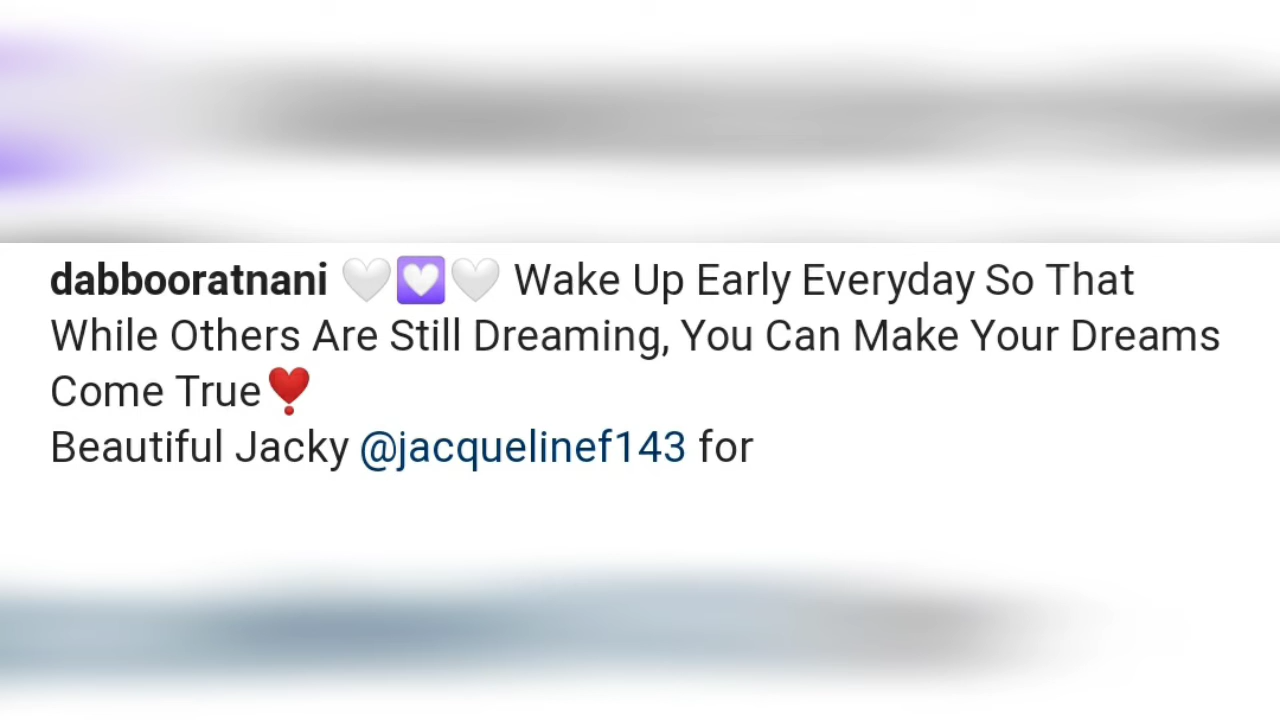 dabbooratnani 🤍💟🤍 Wake Up Early Everyday So That
While Others Are Still Dreaming, You Can Make Your Dreams
Come True❣️
Beautiful Jacky @jacquelinef143 for